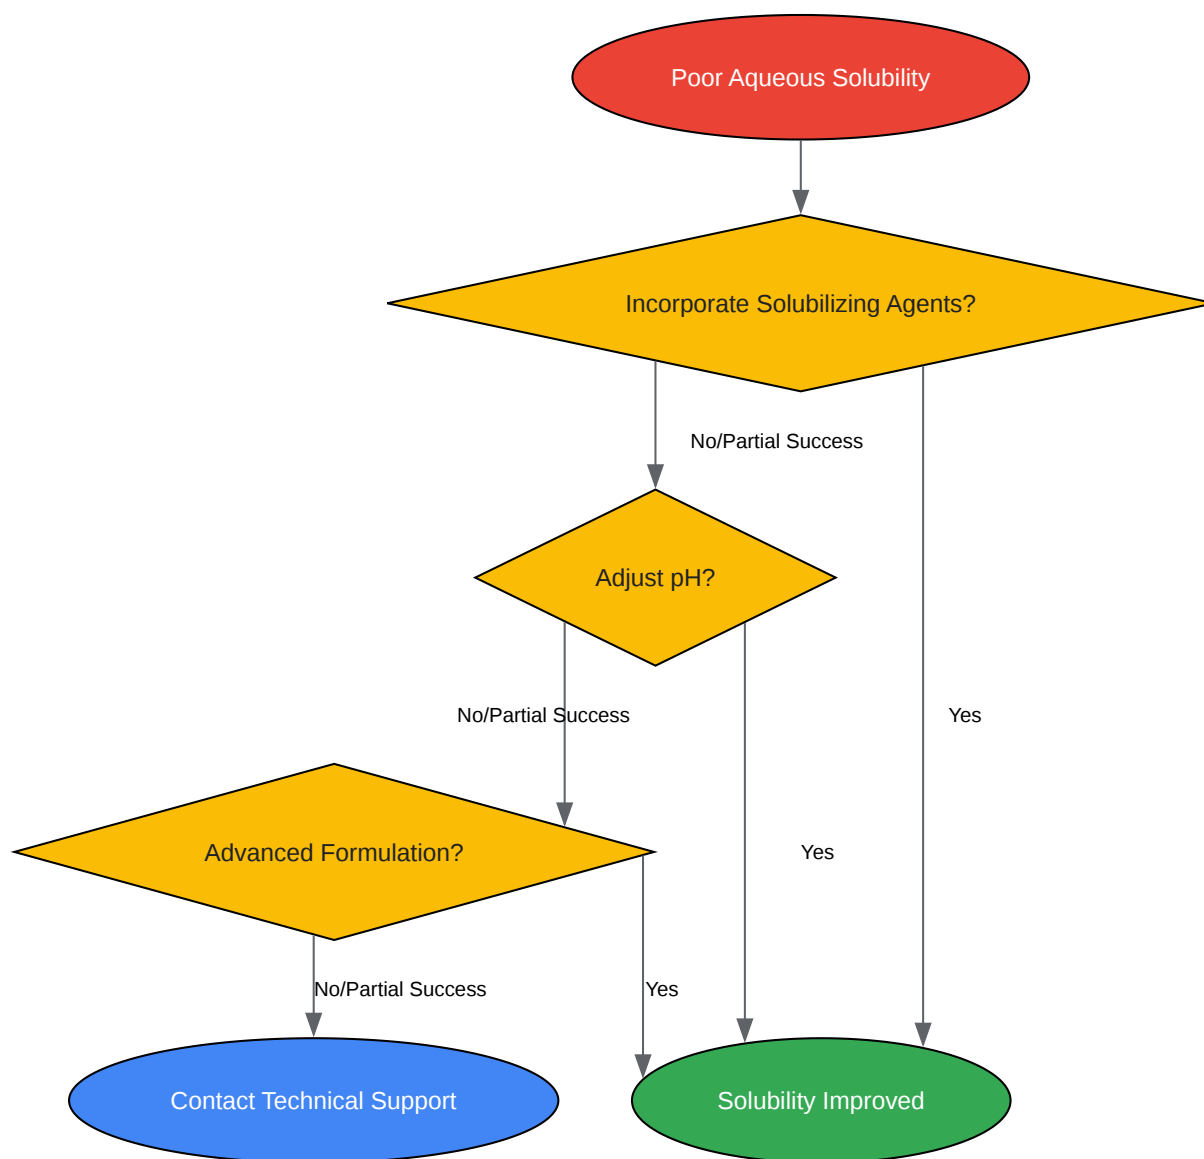 Poor Aqueous Solubility
Incorporate Solubilizing Agents?
No/Partial Success
Adjust pH?
No/Partial Success
Yes
Advanced Formulation?
Yes
No/Partial Success
Yes
Contact Technical Support
Solubility Improved